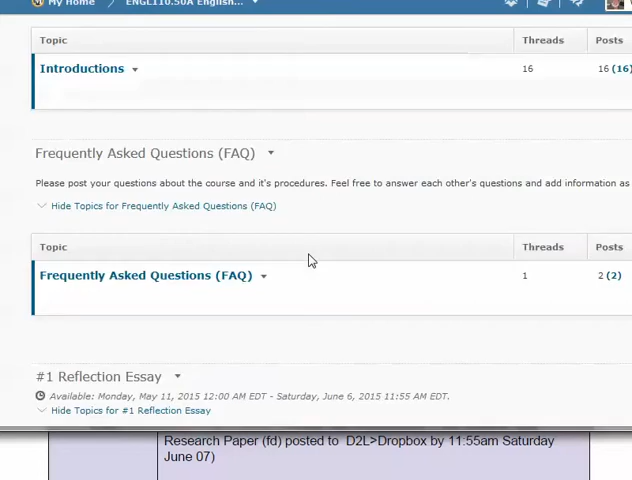 My Home ENGL110.50A English...
Topic Threads Posts
Introductions 16 16 (16)
Frequently Asked Questions (FAQ)
Please post your questions about the course and it's procedures. Feel free to answer each other's questions and add information as
Hide Topics for Frequently Asked Questions (FAQ)
Topic Threads Posts
Frequently Asked Questions (FAQ) 1 2 (2)
#1 Reflection Essay
Available: Monday, May 11, 2015 12:00 AM EDT - Saturday, June 6, 2015 11:55 AM EDT.
Hide Topics for #1 Reflection Essay
Research Paper (fd) posted to D2L>Dropbox by 11:55am Saturday
June 07)